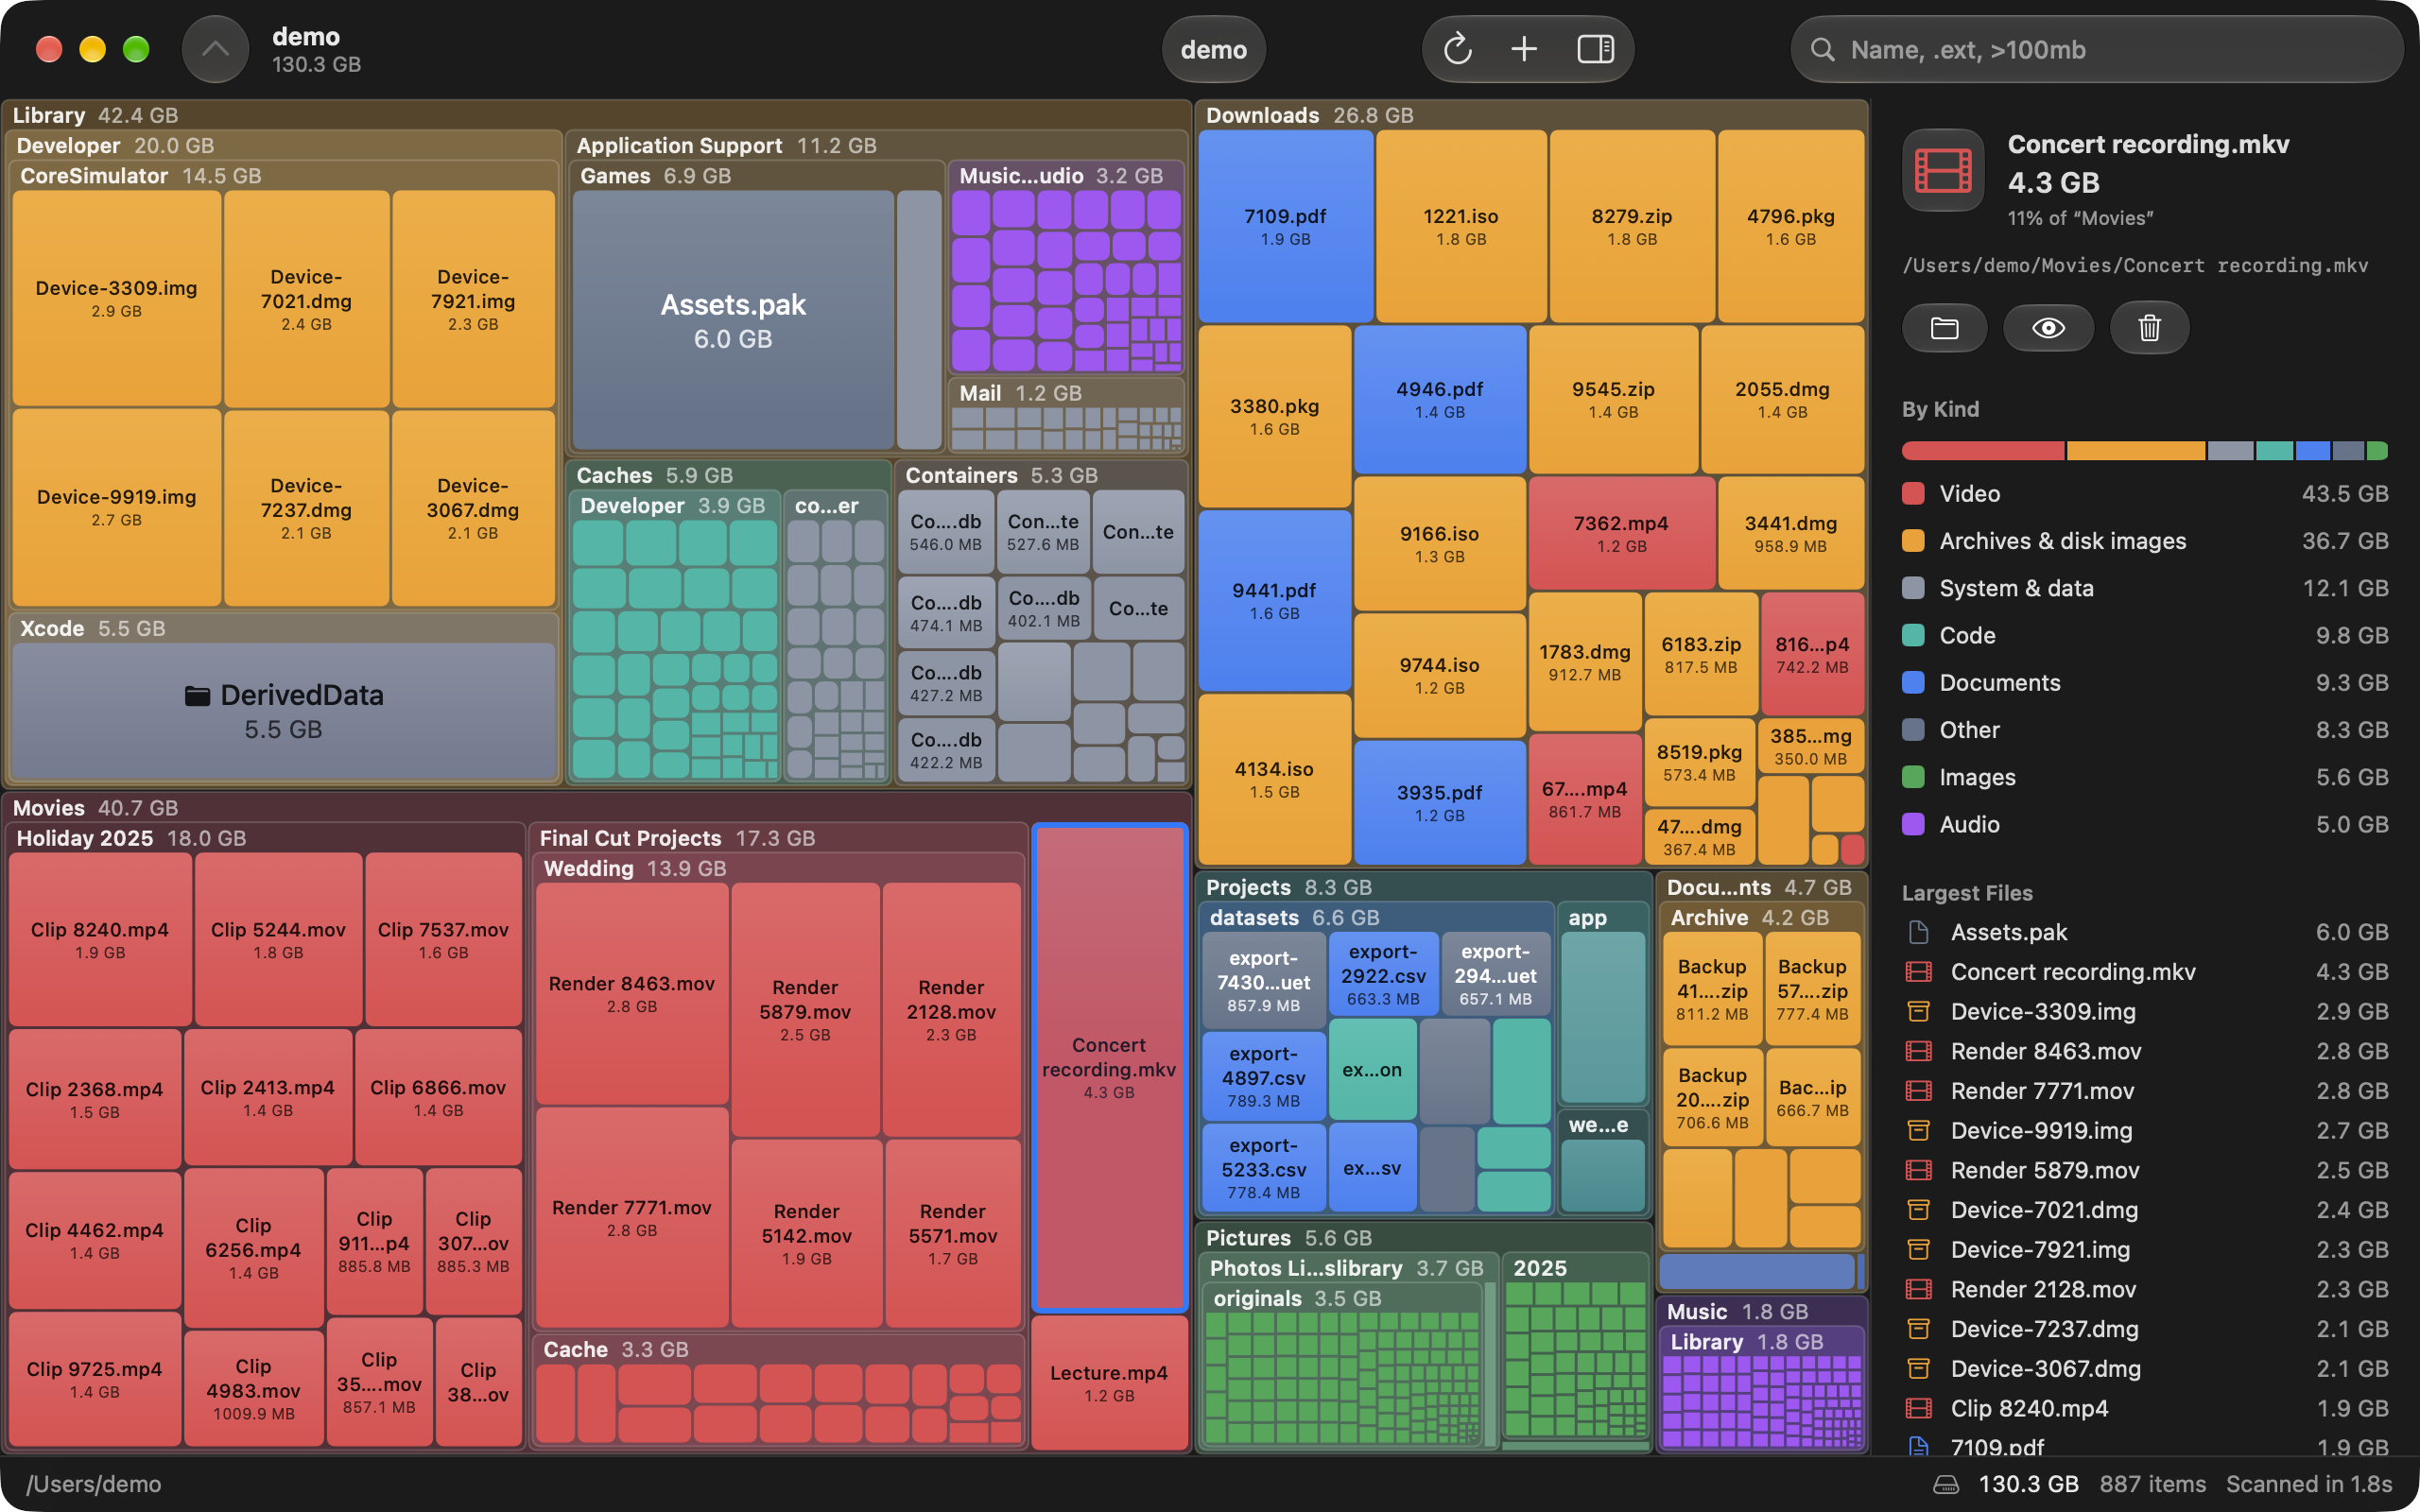 demo
130.3 GB
demo
Name, .ext, >100mb
Library 42.4 GB
Developer 20.0 GB
CoreSimulator 14.5 GB
Device-3309.img
2.9 GB
Device-
7021.dmg
2.4 GB
Device-
7921.img
2.3 GB
Device-9919.img
2.7 GB
Device-
7237.dmg
2.1 GB
Device-
3067.dmg
2.1 GB
Xcode 5.5 GB
DerivedData
5.5 GB
Application Support 11.2 GB
Games 6.9 GB
Assets.pak
6.0 GB
Music...udio 3.2 GB
Mail 1.2 GB
Caches 5.9 GB
Developer 3.9 GB
co...er
Containers 5.3 GB
Co....db
546.0 MB
Con...te
527.6 MB
Con...te
Co....db
474.1 MB
Co....db
402.1 MB
Co...te
Co....db
427.2 MB
Co....db
422.2 MB
Movies 40.7 GB
Holiday 2025 18.0 GB
Clip 8240.mp4
1.9 GB
Clip 5244.mov
1.8 GB
Clip 7537.mov
1.6 GB
Clip 2368.mp4
1.5 GB
Clip 2413.mp4
1.4 GB
Clip 6866.mov
1.4 GB
Clip 4462.mp4
1.4 GB
Clip
6256.mp4
1.4 GB
Clip
911...p4
885.8 MB
Clip
307...ov
885.3 MB
Clip 9725.mp4
1.4 GB
Clip
4983.mov
1009.9 MB
Clip
35....mov
857.1 MB
Clip
38...ov
Final Cut Projects 17.3 GB
Wedding 13.9 GB
Render 8463.mov
2.8 GB
Render
5879.mov
2.5 GB
Render
2128.mov
2.3 GB
Render 7771.mov
2.8 GB
Render
5142.mov
1.9 GB
Render
5571.mov
1.7 GB
Cache 3.3 GB
Concert
recording.mkv
4.3 GB
Lecture.mp4
1.2 GB
Downloads 26.8 GB
7109.pdf
1.9 GB
1221.iso
1.8 GB
8279.zip
1.8 GB
4796.pkg
1.6 GB
3380.pkg
1.6 GB
4946.pdf
1.4 GB
9545.zip
1.4 GB
2055.dmg
1.4 GB
9441.pdf
1.6 GB
9166.iso
1.3 GB
7362.mp4
1.2 GB
3441.dmg
958.9 MB
9744.iso
1.2 GB
1783.dmg
912.7 MB
6183.zip
817.5 MB
816...p4
742.2 MB
4134.iso
1.5 GB
3935.pdf
1.2 GB
67....mp4
861.7 MB
8519.pkg
573.4 MB
385...mg
350.0 MB
47....dmg
367.4 MB
Projects 8.3 GB
datasets 6.6 GB
export-
7430...uet
857.9 MB
export-
2922.csv
663.3 MB
export-
294...uet
657.1 MB
export-
4897.csv
789.3 MB
ex...on
export-
5233.csv
778.4 MB
ex...sv
app
we...e
Docu...nts 4.7 GB
Archive 4.2 GB
Backup
41....zip
811.2 MB
Backup
57....zip
777.4 MB
Backup
20....zip
706.6 MB
Bac...ip
666.7 MB
Pictures 5.6 GB
Photos Li...slibrary 3.7 GB
originals 3.5 GB
2025
Music 1.8 GB
Library 1.8 GB
Concert recording.mkv
4.3 GB
11% of “Movies”
/Users/demo/Movies/Concert recording.mkv
By Kind
Video 43.5 GB
Archives & disk images 36.7 GB
System & data 12.1 GB
Code 9.8 GB
Documents 9.3 GB
Other 8.3 GB
Images 5.6 GB
Audio 5.0 GB
Largest Files
Assets.pak 6.0 GB
Concert recording.mkv 4.3 GB
Device-3309.img 2.9 GB
Render 8463.mov 2.8 GB
Render 7771.mov 2.8 GB
Device-9919.img 2.7 GB
Render 5879.mov 2.5 GB
Device-7021.dmg 2.4 GB
Device-7921.img 2.3 GB
Render 2128.mov 2.3 GB
Device-7237.dmg 2.1 GB
Device-3067.dmg 2.1 GB
Clip 8240.mp4 1.9 GB
7109.pdf 1.9 GB
/Users/demo
130.3 GB 887 items Scanned in 1.8s